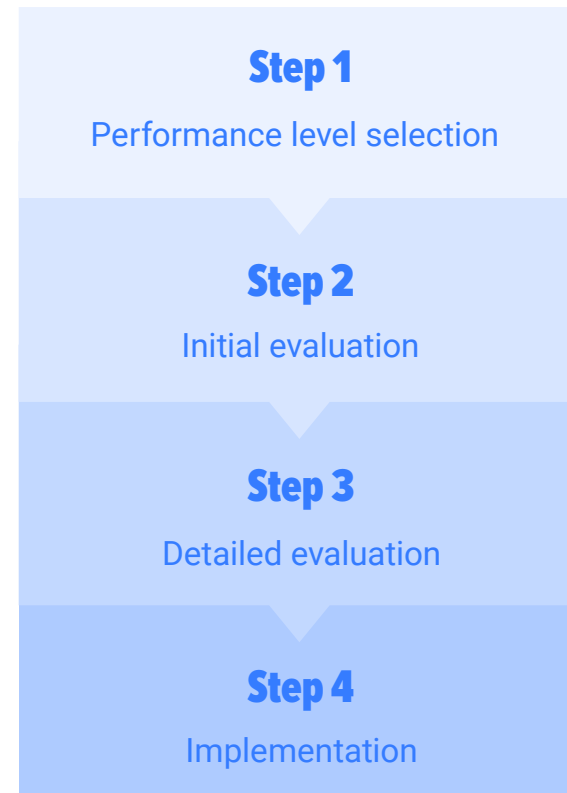 Step 1
Performance level selection
Step 2
Initial evaluation
Step 3
Detailed evaluation
Step 4
Implementation